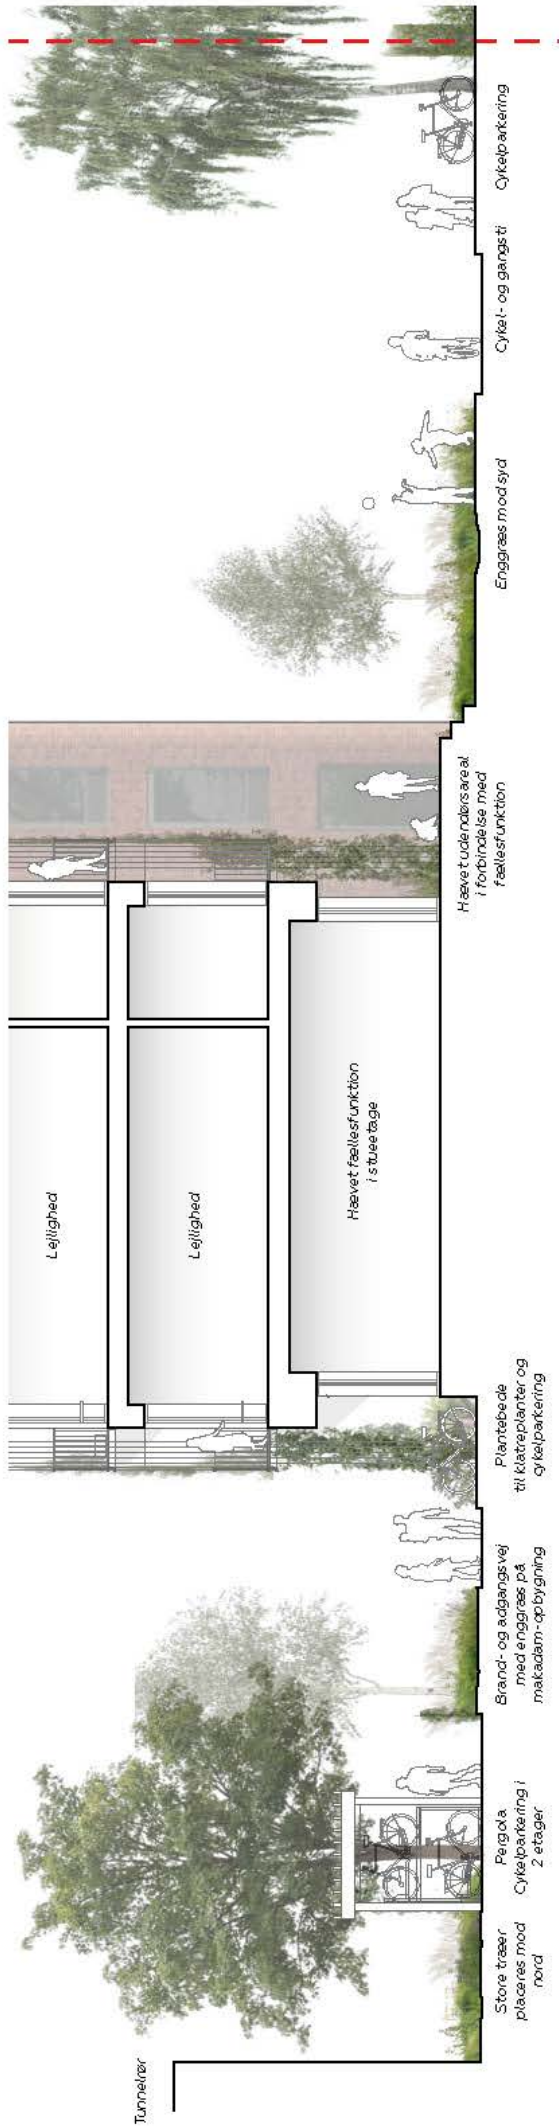 Tunnelrør
Store træer
placeres mod
nord
Pergola
Cykelparkering i
2 etager
Brand- og adgangsvej
med enggræs på
makadam-opbygning
Plantebede
til klatreplanter og
cykelparkering
Lejlighed
Lejlighed
Hævet fællesfunktion
i stueetage
Hævet udendørsareal
i forbindelse med
fællesfunktion
Enggræs mod syd
Cykel- og gangsti
Cykelparkering